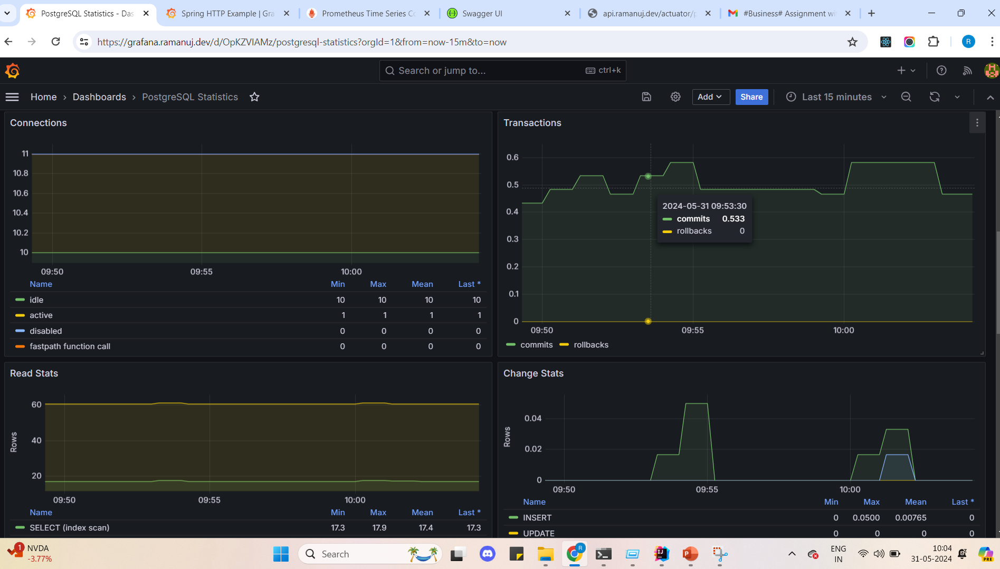 PostgreSQL Statistics - Das
Spring HTTP Example | Gra
Prometheus Time Series Co
Swagger UI
api.ramanuj.dev/actuator/p
#Business# Assignment wi
https://grafana.ramanuj.dev/d/OpKZVIAMz/postgresql-statistics?orgId=1&from=now-15m&to=now
R
Search or jump to...
ctrl+k
Home › Dashboards › PostgreSQL Statistics
Add
Share
Last 15 minutes
Connections
11
10.8
10.6
10.4
10.2
10
09:50 09:55 10:00
Name Min Max Mean Last *
idle 10 10 10 10
active 1 1 1 1
disabled 0 0 0 0
fastpath function call 0 0 0 0
Transactions
0.6
0.5
0.4
0.3
0.2
0.1
0
2024-05-31 09:53:30
commits 0.533
rollbacks 0
09:50 09:55 10:00
commits rollbacks
Read Stats
Rows
60
40
20
09:50 09:55 10:00
Name Min Max Mean Last *
SELECT (index scan) 17.3 17.9 17.4 17.3
Change Stats
Rows
0.04
0.02
0
09:50 09:55 10:00
Name Min Max Mean Last *
INSERT 0 0.0500 0.00765 0
UPDATE 0 0 0 0
1
NVDA
-3.77%
Search
R
IJ
P
ENG
IN
10:04
31-05-2024
PRE